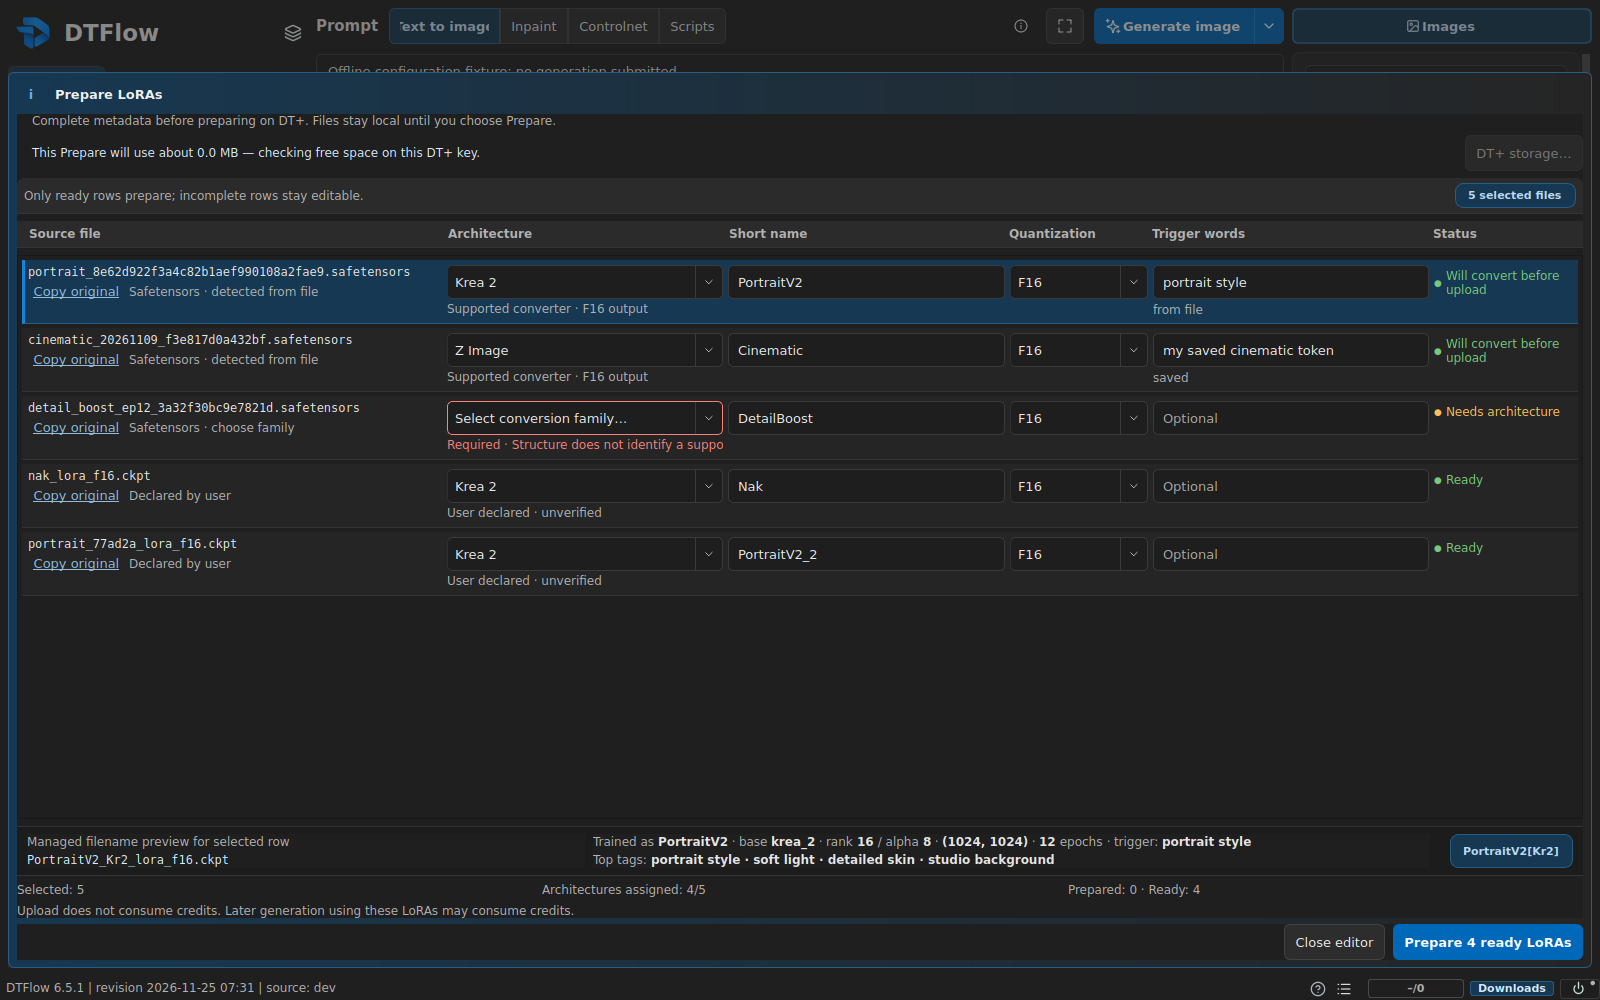 DTFlow
Prompt
Text to image
Inpaint
Controlnet
Scripts
Generate image
Images
Offline configuration fixture: no generation submitted
Prepare LoRAs
Complete metadata before preparing on DT+. Files stay local until you choose Prepare.
This Prepare will use about 0.0 MB — checking free space on this DT+ key.
DT+ storage...
Only ready rows prepare; incomplete rows stay editable.
5 selected files
Source file Architecture Short name Quantization Trigger words Status
portrait_8e62d922f3a4c82b1aef990108a2fae9.safetensors
Copy original Safetensors · detected from file
Krea 2
Supported converter · F16 output
PortraitV2
F16
portrait style
from file
Will convert before
upload
cinematic_20261109_f3e817d0a432bf.safetensors
Copy original Safetensors · detected from file
Z Image
Supported converter · F16 output
Cinematic
F16
my saved cinematic token
saved
Will convert before
upload
detail_boost_ep12_3a32f30bc9e7821d.safetensors
Copy original Safetensors · choose family
Select conversion family...
Required · Structure does not identify a suppo
DetailBoost
F16
Optional
Needs architecture
nak_lora_f16.ckpt
Copy original Declared by user
Krea 2
User declared · unverified
Nak
F16
Optional
Ready
portrait_77ad2a_lora_f16.ckpt
Copy original Declared by user
Krea 2
User declared · unverified
PortraitV2_2
F16
Optional
Ready
Managed filename preview for selected row
PortraitV2_Kr2_lora_f16.ckpt
Trained as PortraitV2 · base krea_2 · rank 16 / alpha 8 · (1024, 1024) · 12 epochs · trigger: portrait style
Top tags: portrait style · soft light · detailed skin · studio background
PortraitV2[Kr2]
Selected: 5
Architectures assigned: 4/5
Prepared: 0 · Ready: 4
Upload does not consume credits. Later generation using these LoRAs may consume credits.
Close editor
Prepare 4 ready LoRAs
DTFlow 6.5.1 | revision 2026-11-25 07:31 | source: dev
-/0
Downloads